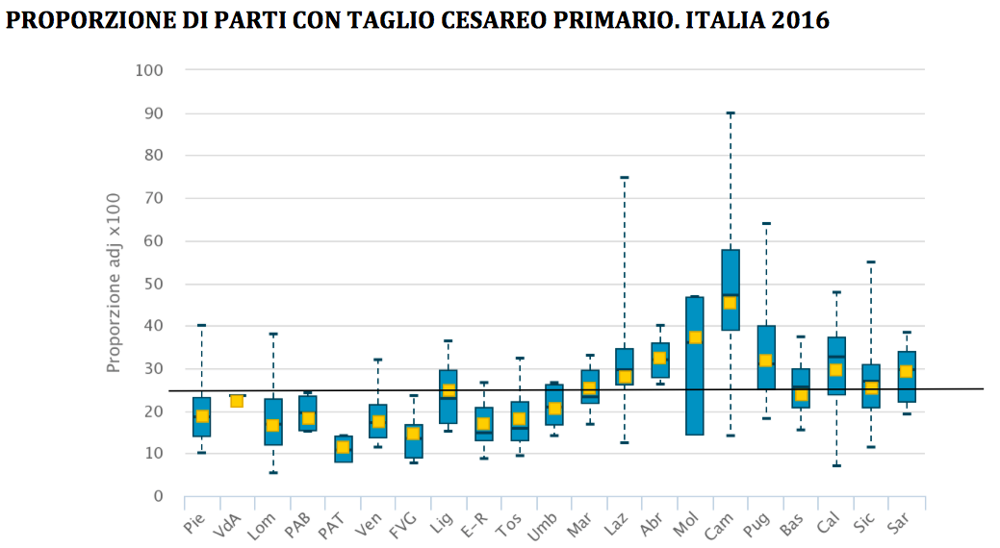 PROPORZIONE DI PARTI CON TAGLIO CESAREO PRIMARIO. ITALIA 2016
100
90
80
70
60
50
40
30
20
10
0
Proporzione adj x100
Pie
VdA
Lom
PAB
PAT
Ven
FVG
Lig
E-R
Tos
Umb
Mar
Laz
Abr
Mol
Cam
Pug
Bas
Cal
Sic
Sar